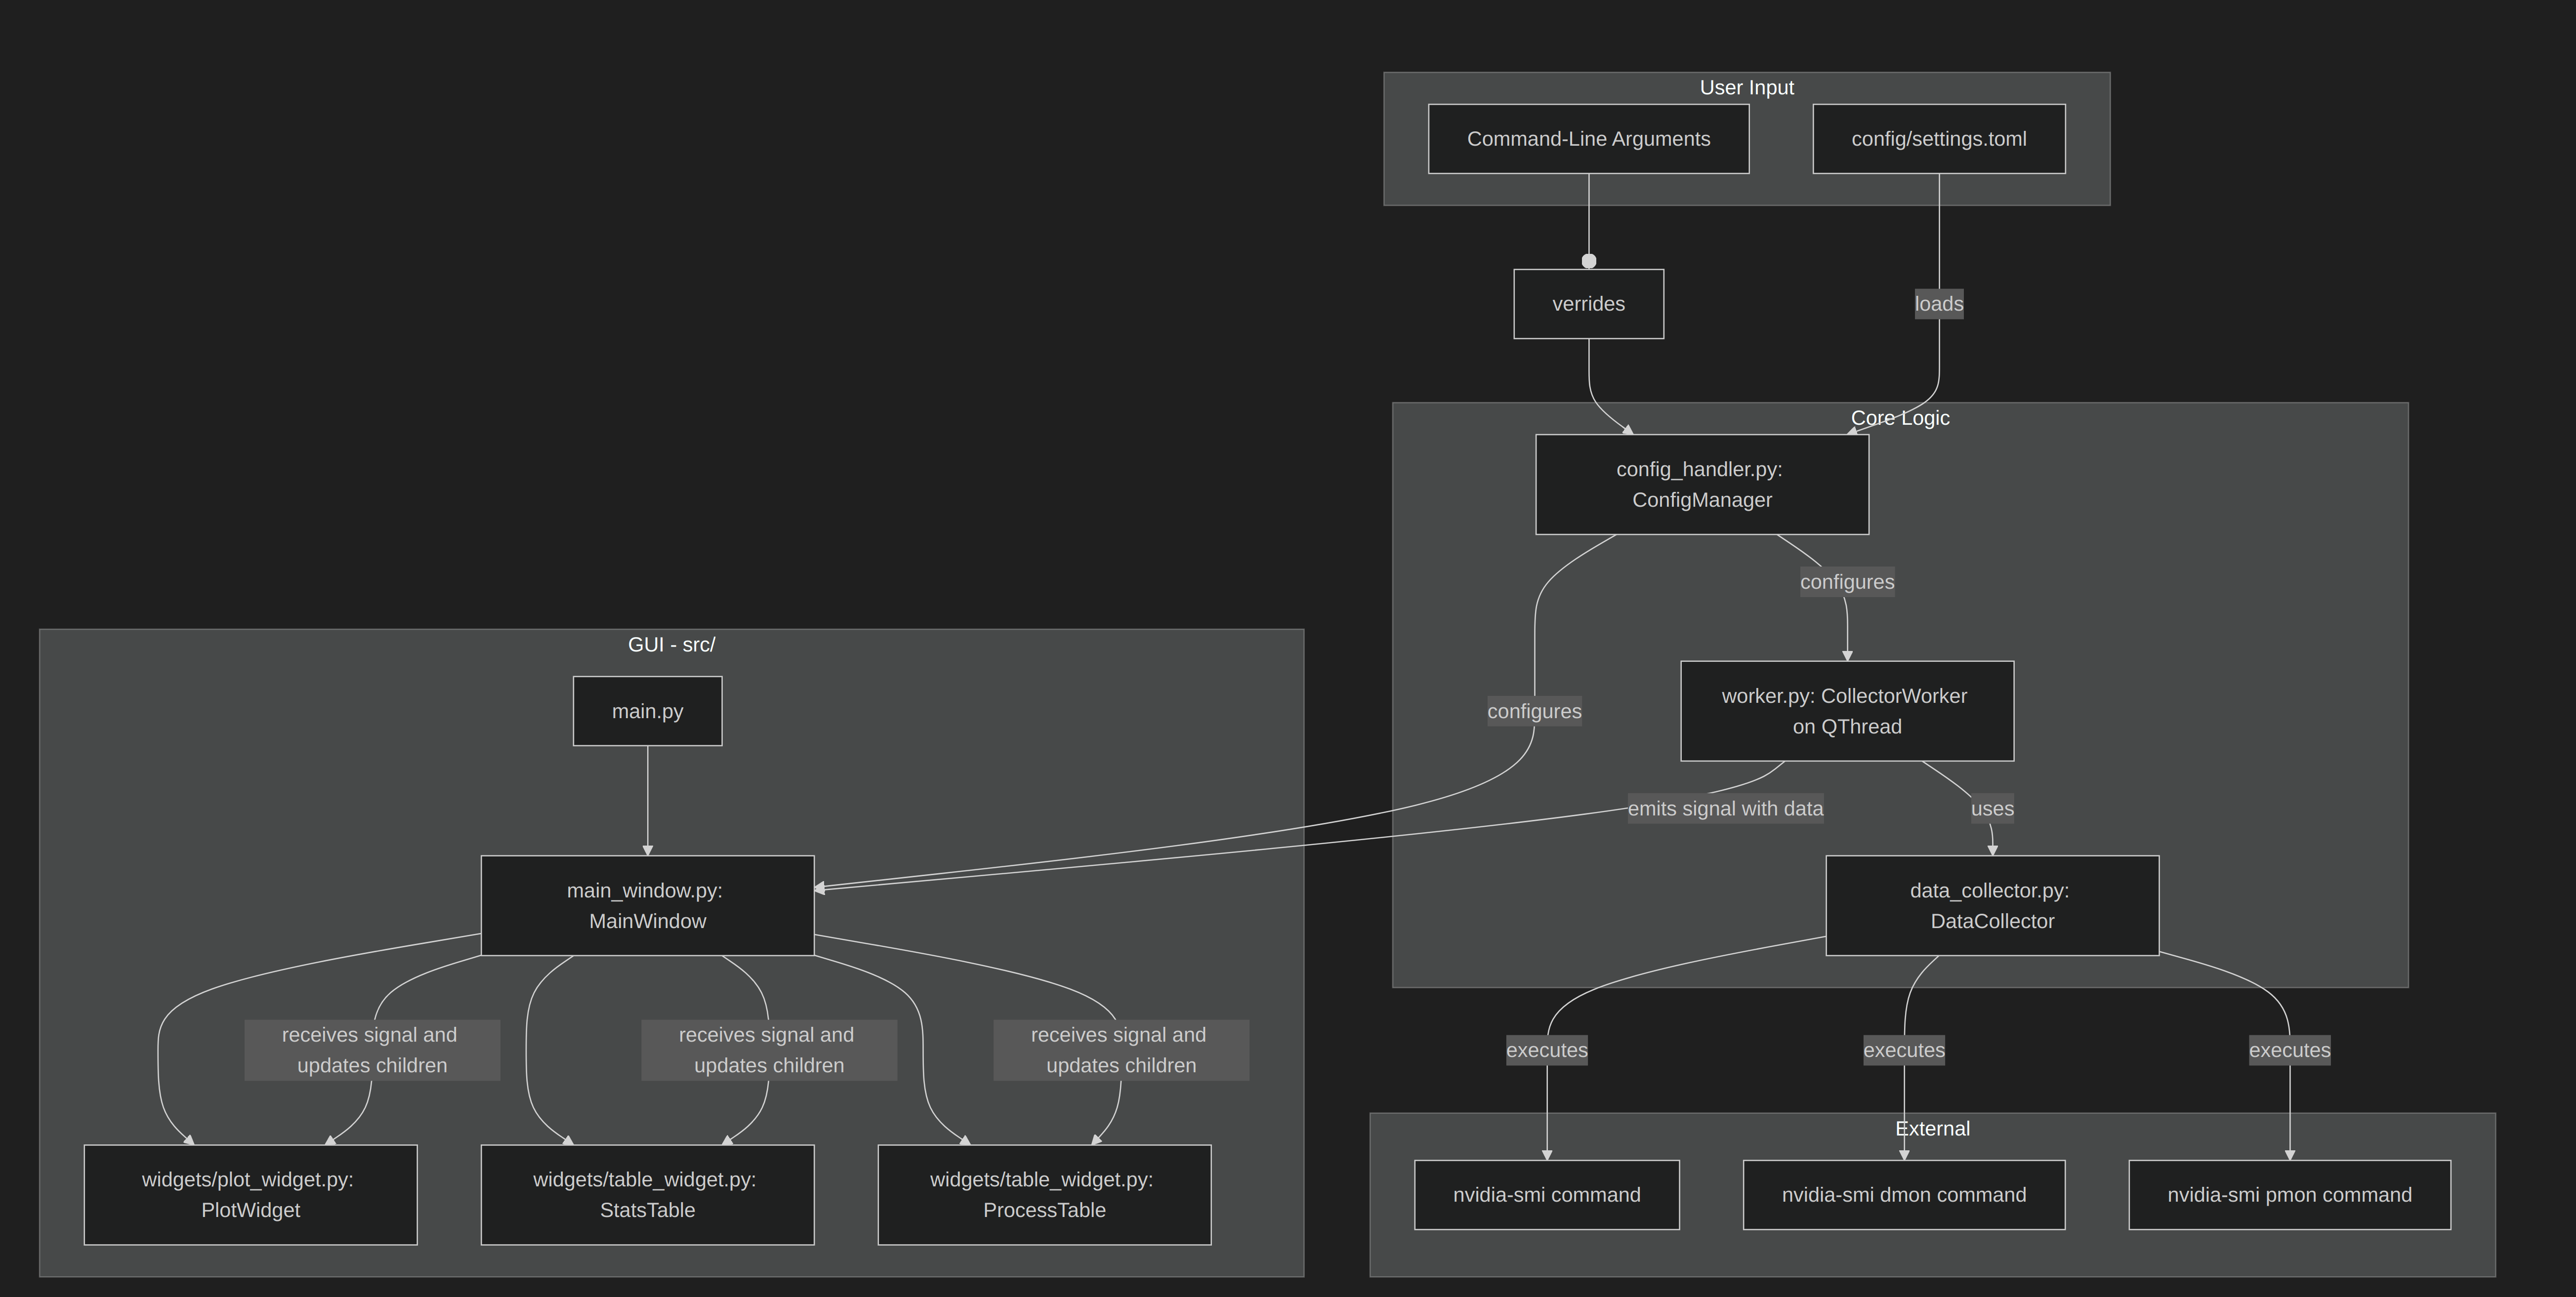 User Input
Command-Line Arguments
config/settings.toml
verrides
loads
Core Logic
config_handler.py:
ConfigManager
configures
configures
worker.py: CollectorWorker
on QThread
emits signal with data
uses
data_collector.py:
DataCollector
GUI - src/
main.py
main_window.py:
MainWindow
receives signal and
updates children
receives signal and
updates children
receives signal and
updates children
widgets/plot_widget.py:
PlotWidget
widgets/table_widget.py:
StatsTable
widgets/table_widget.py:
ProcessTable
executes
executes
executes
External
nvidia-smi command
nvidia-smi dmon command
nvidia-smi pmon command